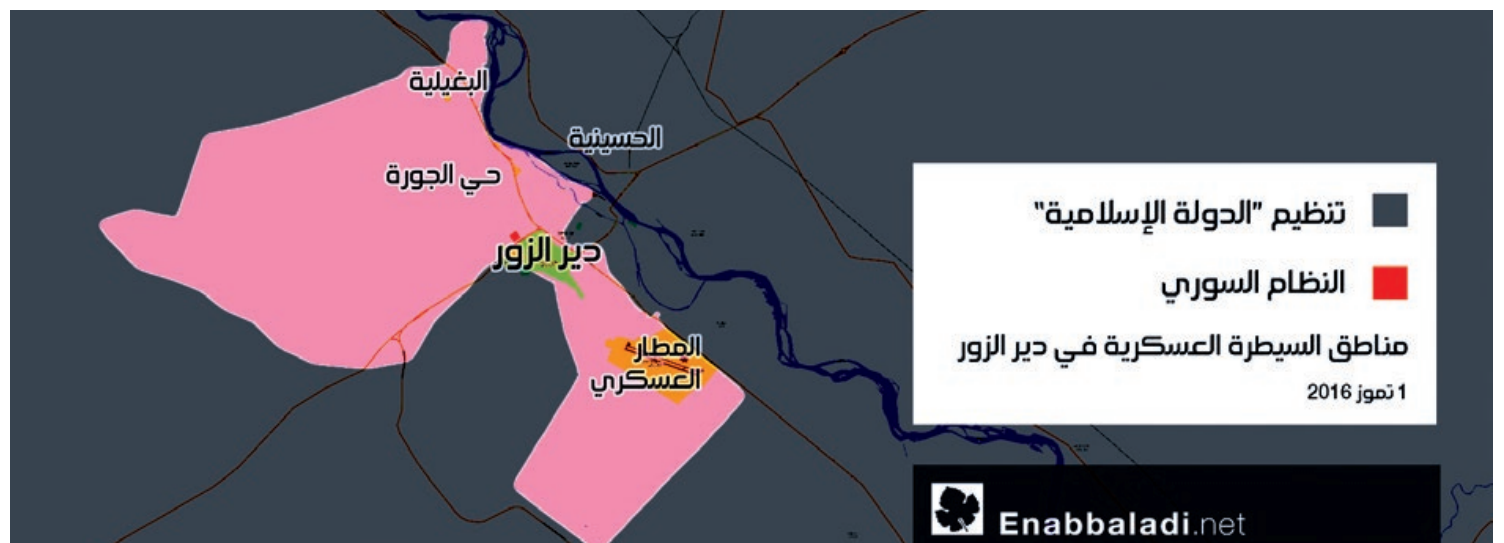 البغيلية
الحسينية
حي الجورة
دير الزور
المطار
العسكري
تنظيم "الدولة الإسلامية"
النظام السوري
مناطق السيطرة العسكرية في دير الزور
1 تموز 2016
Enabbaladi.net